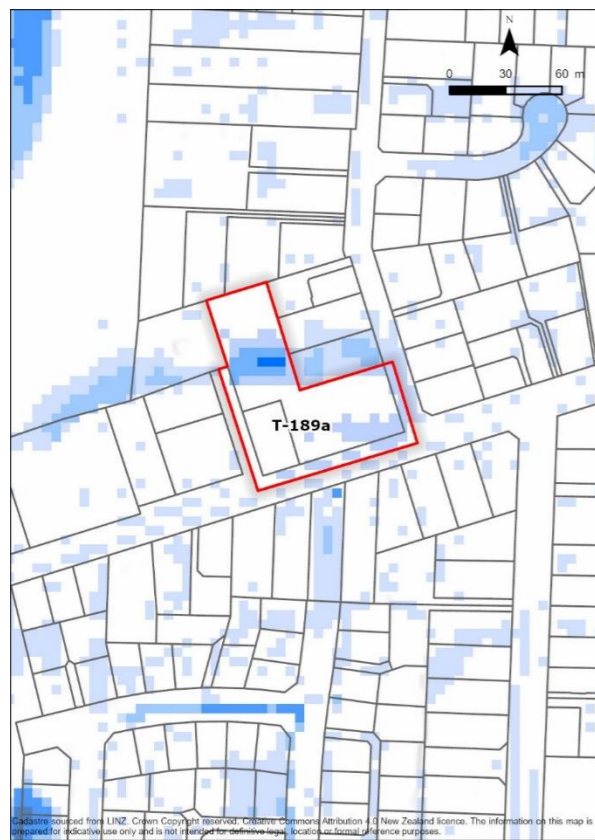 N
0 30 60 m
T-189a
Cadastre sourced from LINZ. Crown Copyright reserved. Creative Commons Attribution 4.0 New Zealand licence. The information on this map is
prepared for indicative use only and is not intended for definitive legal, location or formal reference purposes.